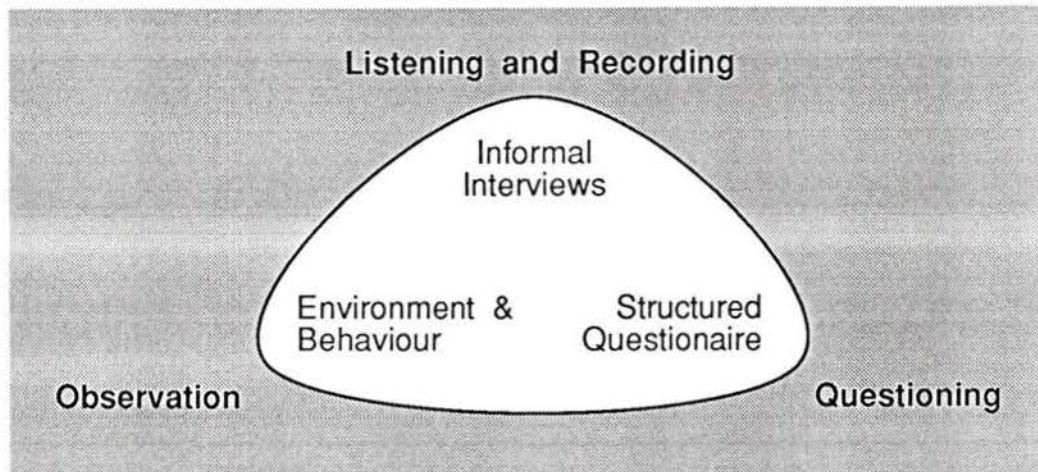 Listening and Recording
Informal
Interviews
Environment &
Behaviour
Structured
Questionaire
Observation
Questioning